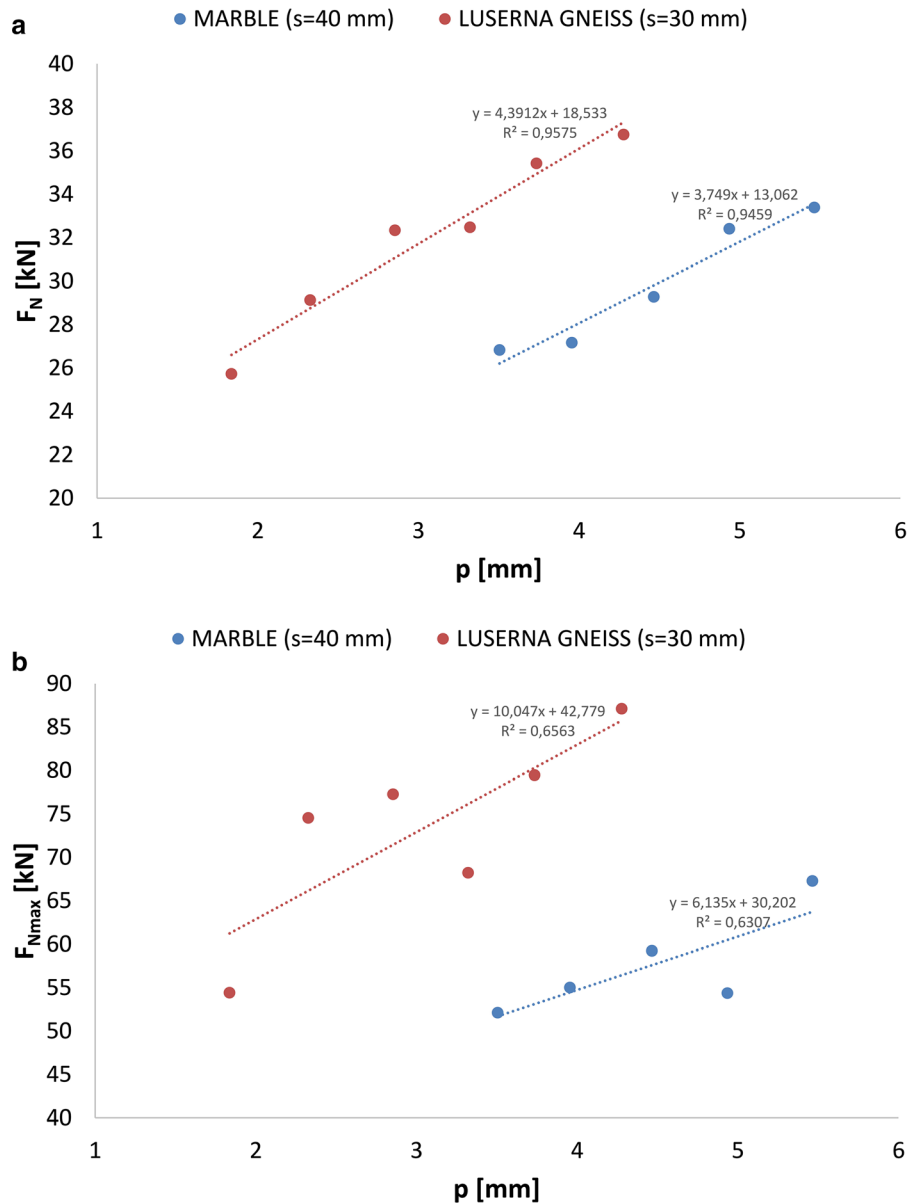 a
MARBLE (s=40 mm) LUSERNA GNEISS (s=30 mm)
40
38
36
34
32
30
28
26
24
22
20
F_N [kN]
y = 4,3912x + 18,533
R² = 0,9575
y = 3,749x + 13,062
R² = 0,9459
1 2 3 4 5 6
p [mm]
b
MARBLE (s=40 mm) LUSERNA GNEISS (s=30 mm)
90
85
80
75
70
65
60
55
50
45
40
F_Nmax [kN]
y = 10,047x + 42,779
R² = 0,6563
y = 6,135x + 30,202
R² = 0,6307
1 2 3 4 5 6
p [mm]